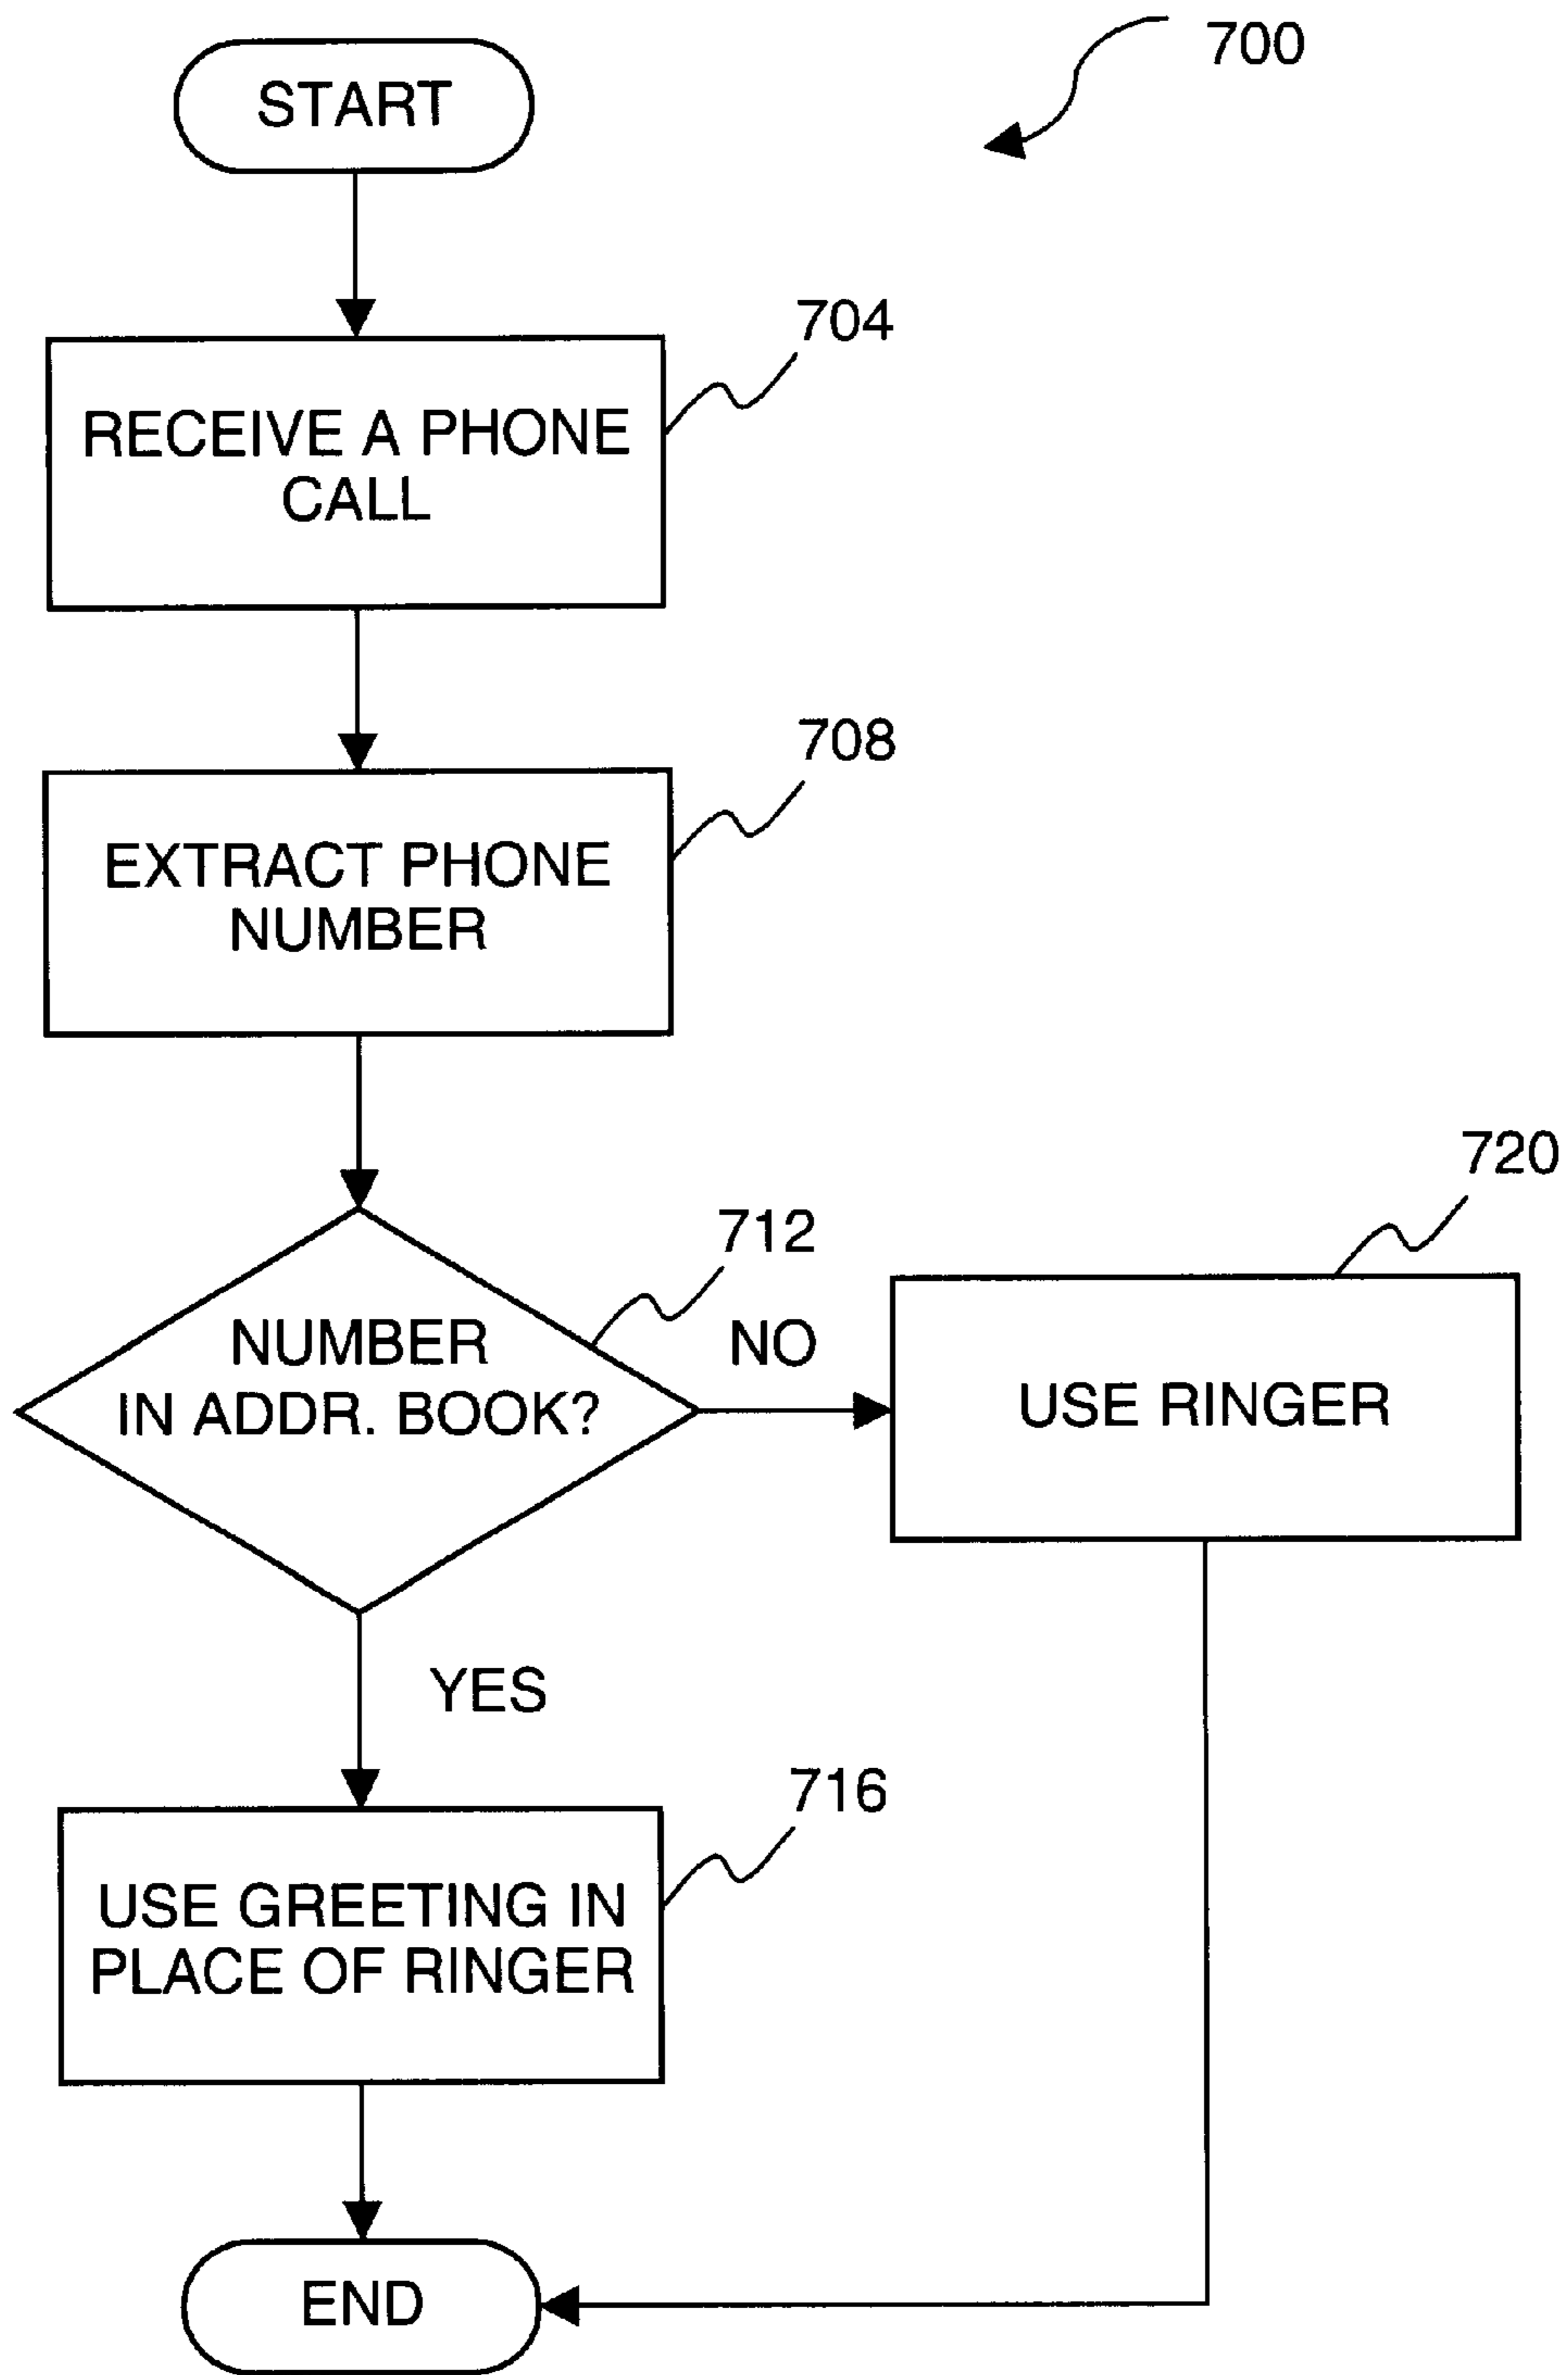 700
START
704
RECEIVE A PHONE
CALL
708
EXTRACT PHONE
NUMBER
712
NUMBER
IN ADDR. BOOK?
NO
720
USE RINGER
YES
716
USE GREETING IN
PLACE OF RINGER
END